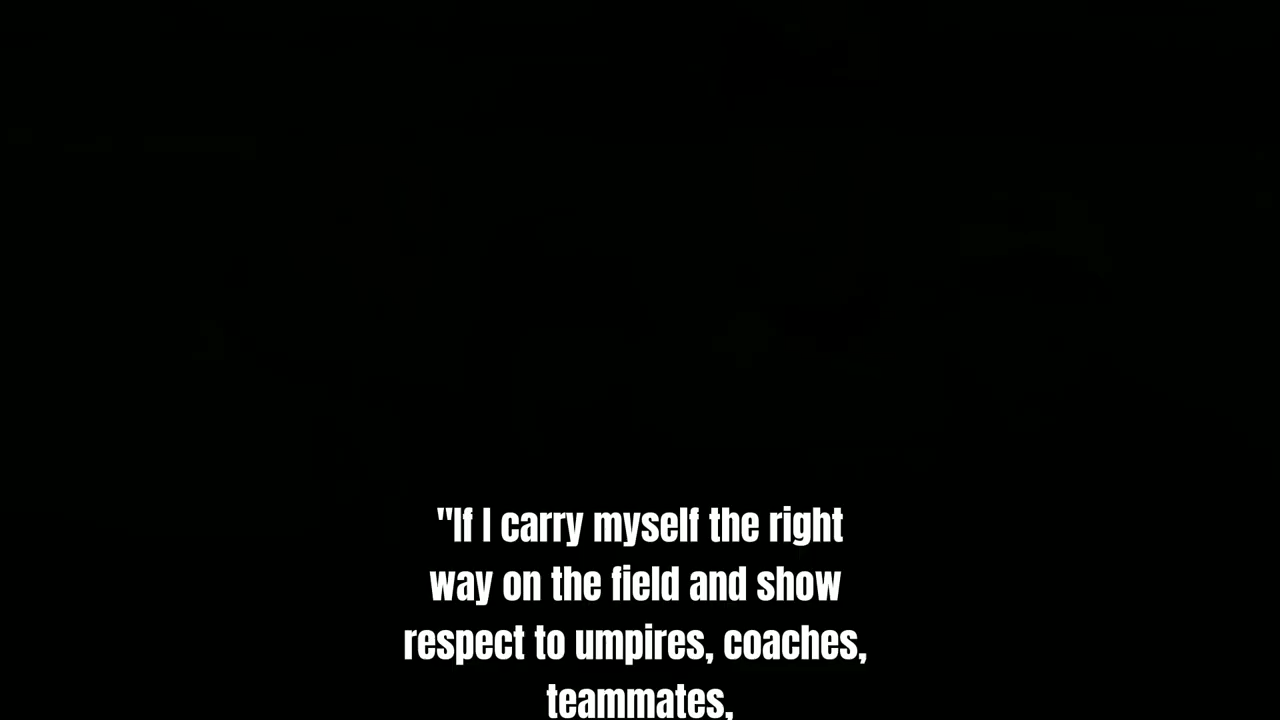 "If I carry myself the right
way on the field and show
respect to umpires, coaches,
teammates,